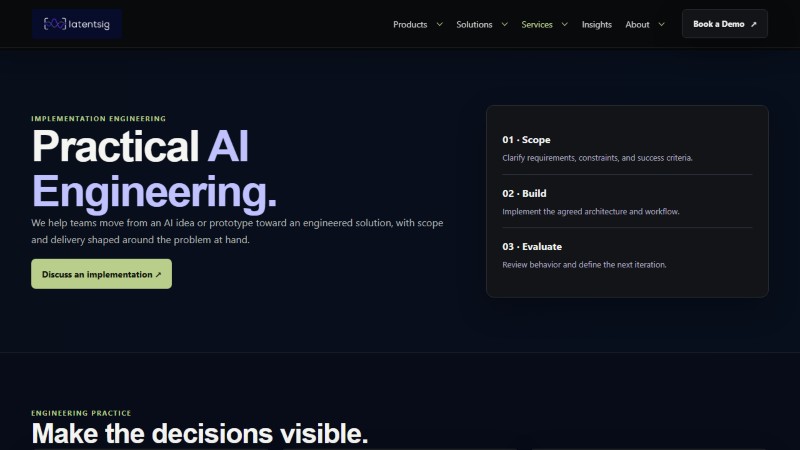 latentsig
Products
Solutions
Services
Insights
About
Book a Demo ↗
IMPLEMENTATION ENGINEERING
Practical AI
Engineering.
We help teams move from an AI idea or prototype toward an engineered solution, with scope
and delivery shaped around the problem at hand.
Discuss an implementation ↗
01 · Scope
Clarify requirements, constraints, and success criteria.
02 · Build
Implement the agreed architecture and workflow.
03 · Evaluate
Review behavior and define the next iteration.
ENGINEERING PRACTICE
Make the decisions visible.